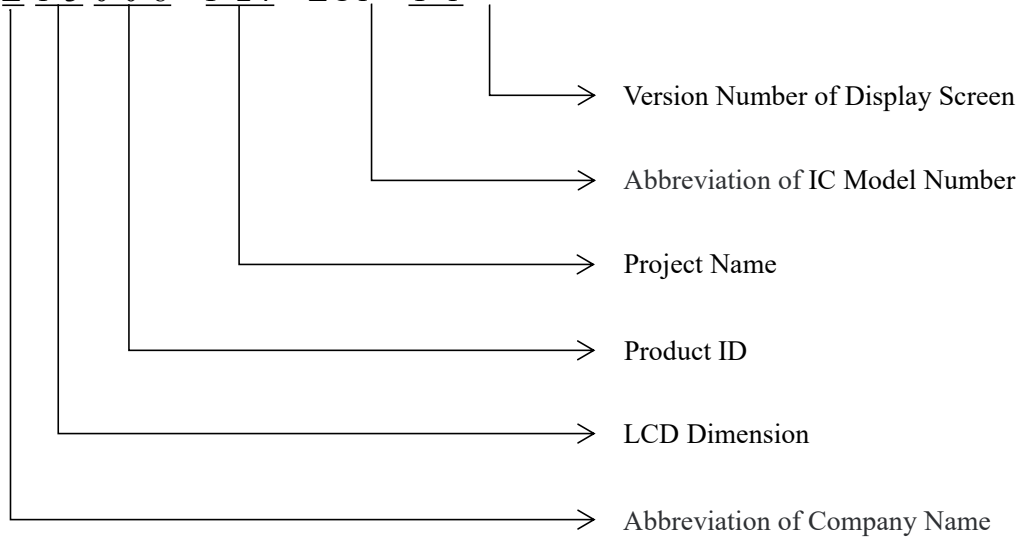 Version Number of Display Screen
Abbreviation of IC Model Number
Project Name
Product ID
LCD Dimension
Abbreviation of Company Name